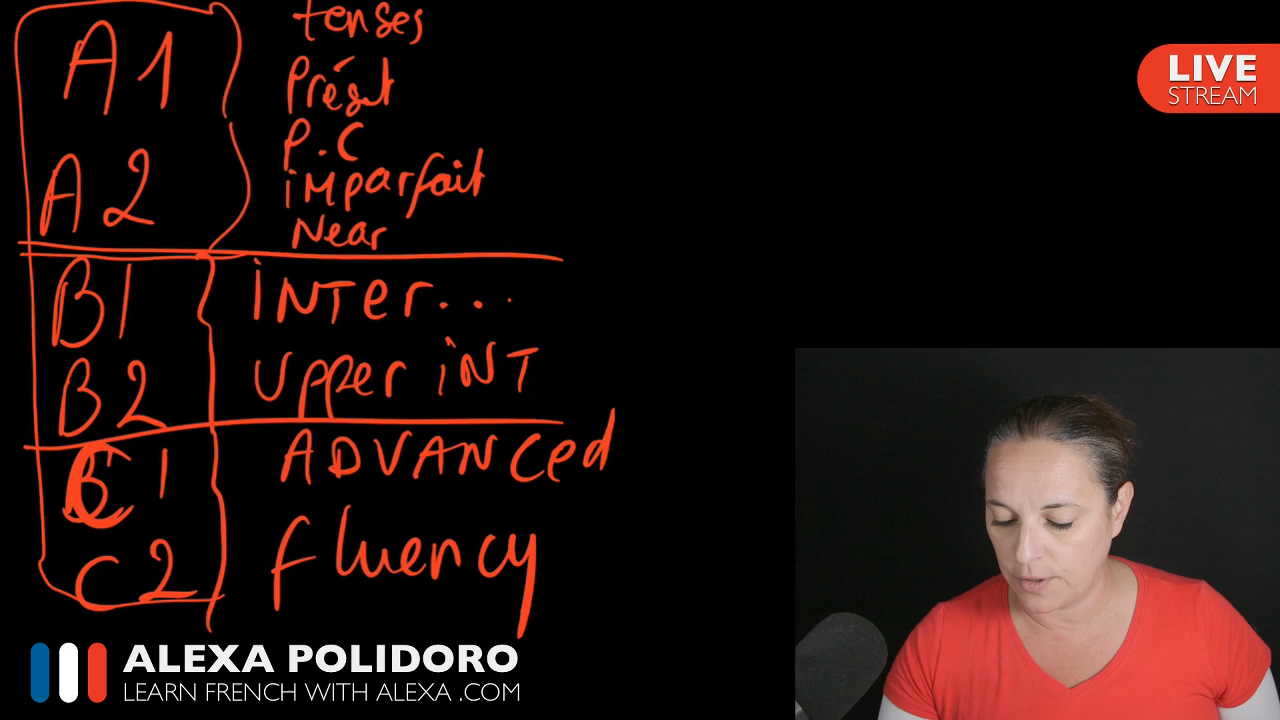 tenses
A1
Présent
P.C
A2
imparfait
Near
B1 INTer...
B2 Upper iNT
C1 ADVANCed
C2 fluency
LIVE
STREAM
ALEXA POLIDORO
LEARN FRENCH WITH ALEXA .COM